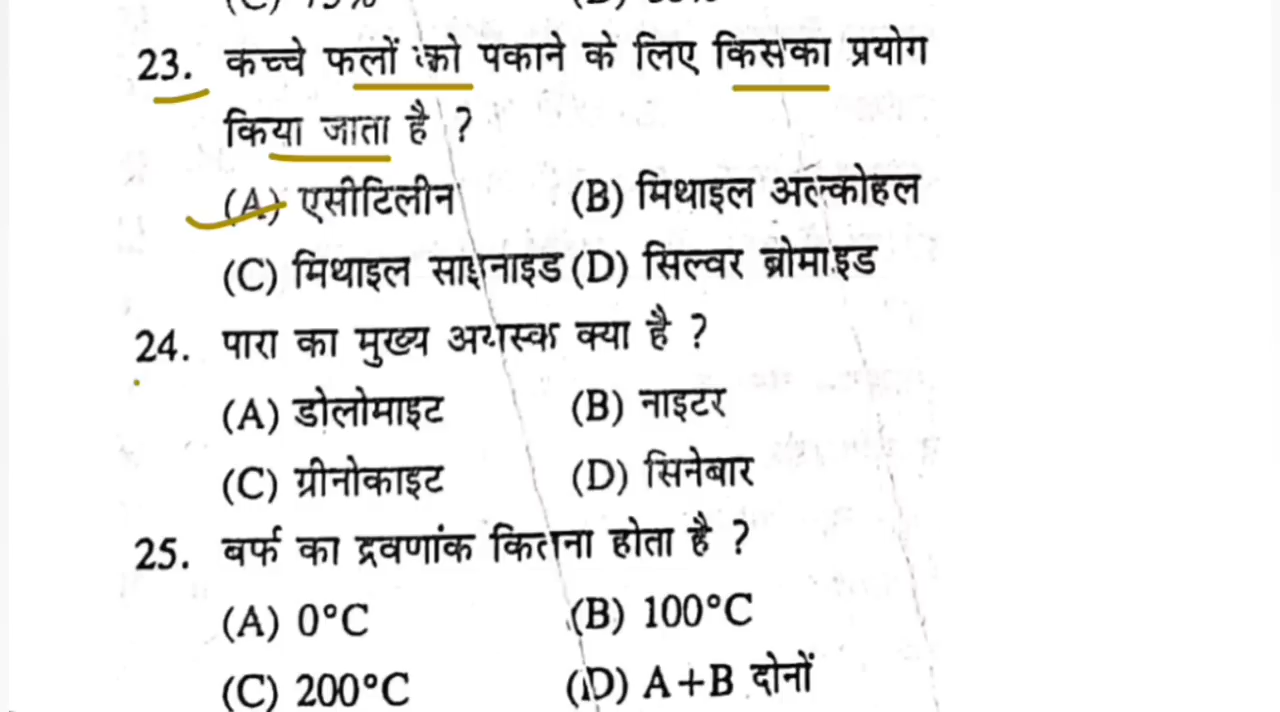 23. कच्चे फलों को पकाने के लिए किसका प्रयोग
किया जाता है ?
(A) एसीटिलीन (B) मिथाइल अल्कोहल
(C) मिथाइल साइनाइड (D) सिल्वर ब्रोमाइड
24. पारा का मुख्य अयस्क क्या है ?
(A) डोलोमाइट (B) नाइटर
(C) ग्रीनोकाइट (D) सिनेबार
25. बर्फ का द्रवणांक कितना होता है ?
(A) 0°C (B) 100°C
(C) 200°C (D) A+B दोनों